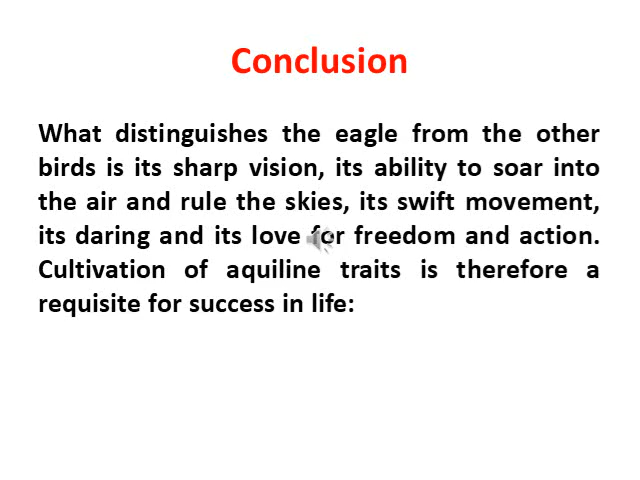 Conclusion
What distinguishes the eagle from the other
birds is its sharp vision, its ability to soar into
the air and rule the skies, its swift movement,
its daring and its love for freedom and action.
Cultivation of aquiline traits is therefore a
requisite for success in life: